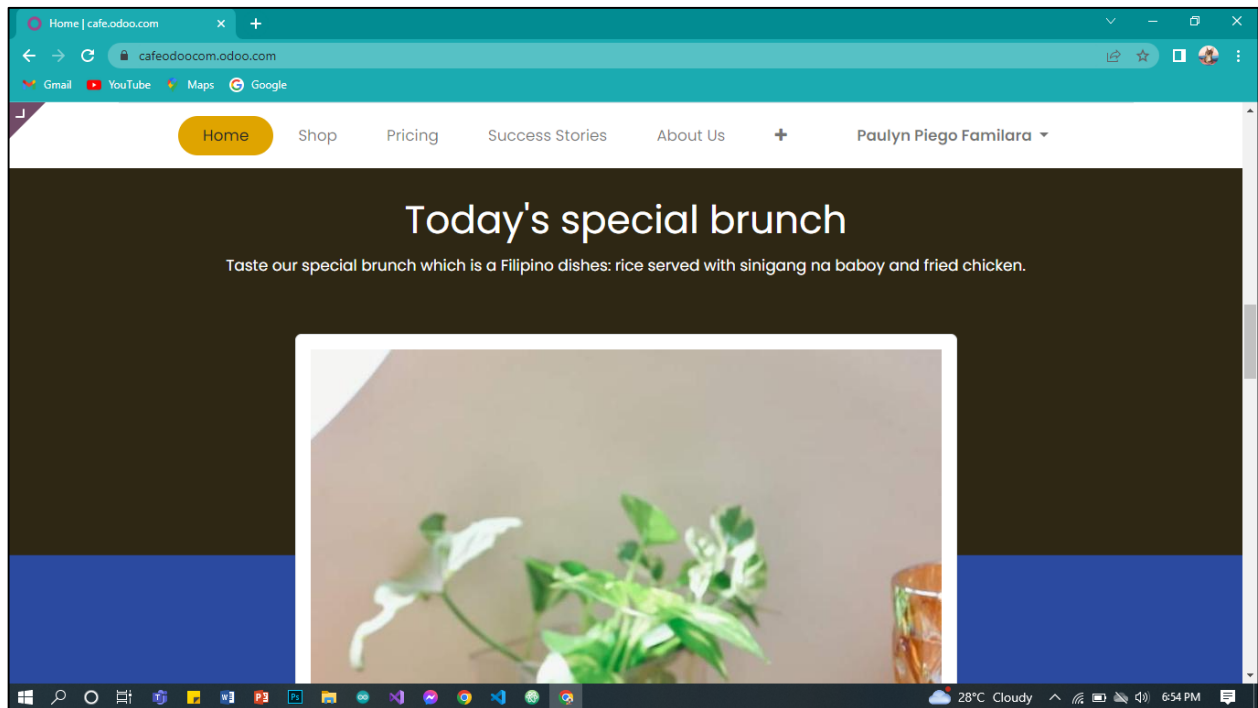 Home | cafe.odoo.com
cafeodoocom.odoo.com
Gmail YouTube Maps Google
Home Shop Pricing Success Stories About Us + Paulyn Piego Familara
Today's special brunch
Taste our special brunch which is a Filipino dishes: rice served with sinigang na baboy and fried chicken.
28°C Cloudy 6:54 PM